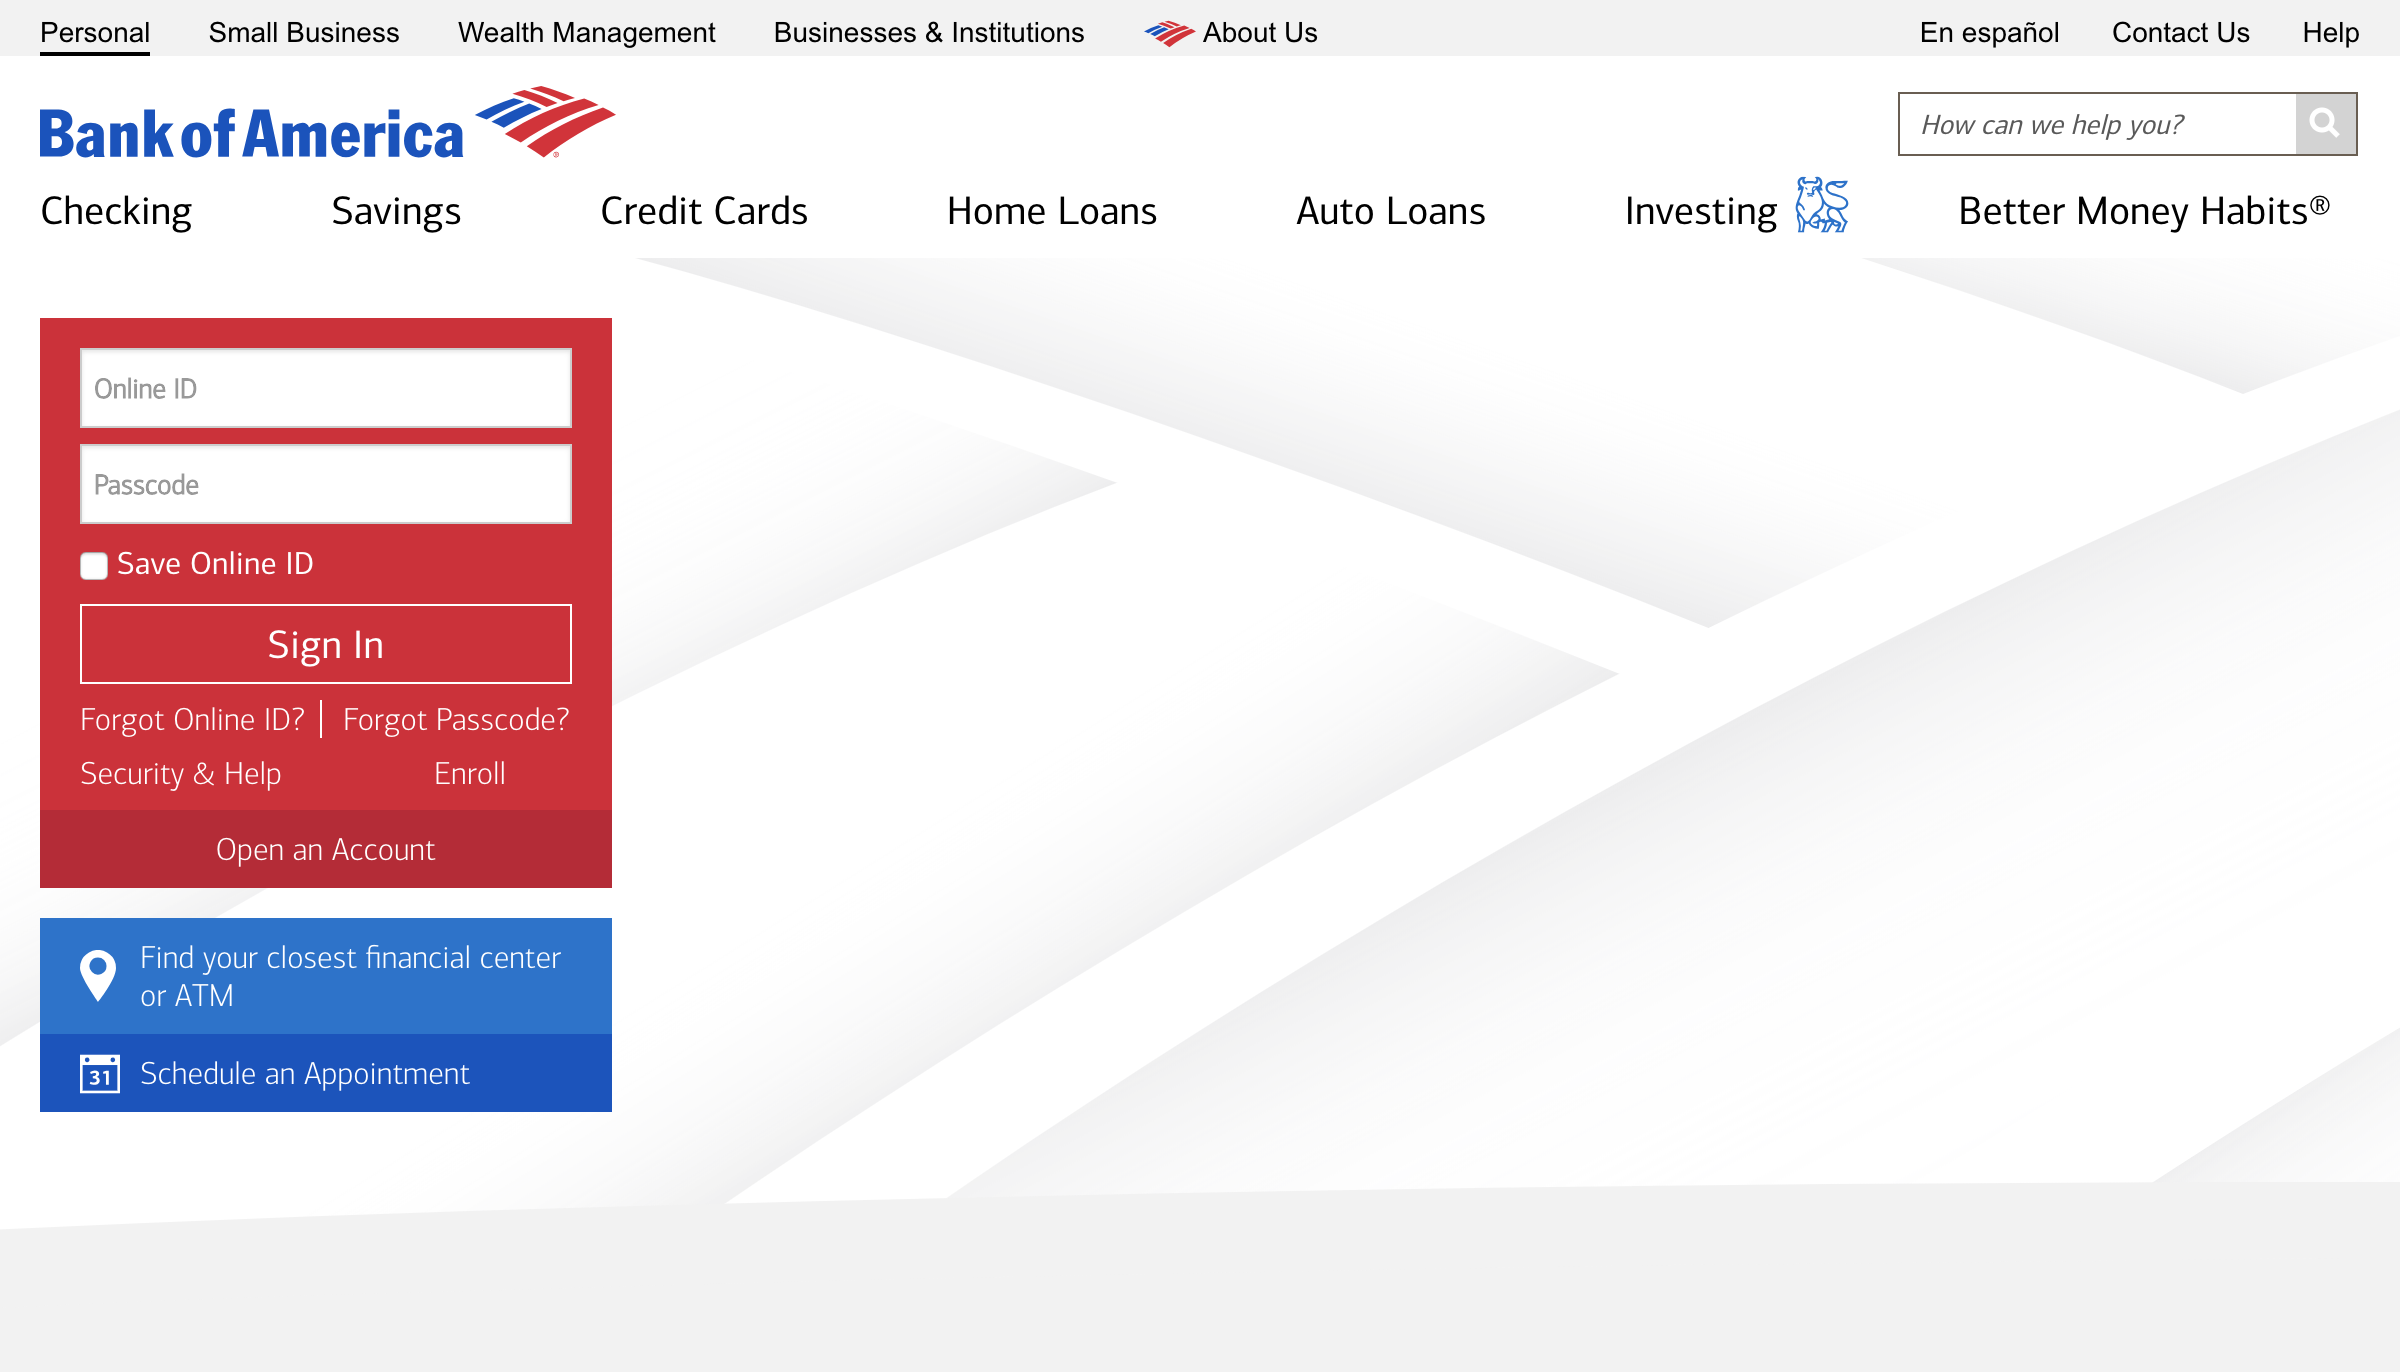 Personal Small Business Wealth Management Businesses & Institutions About Us En español Contact Us Help
Bank of America
How can we help you?
Checking Savings Credit Cards Home Loans Auto Loans Investing Better Money Habits®
Online ID
Passcode
Save Online ID
Sign In
Forgot Online ID? Forgot Passcode?
Security & Help Enroll
Open an Account
Find your closest financial center
or ATM
31 Schedule an Appointment